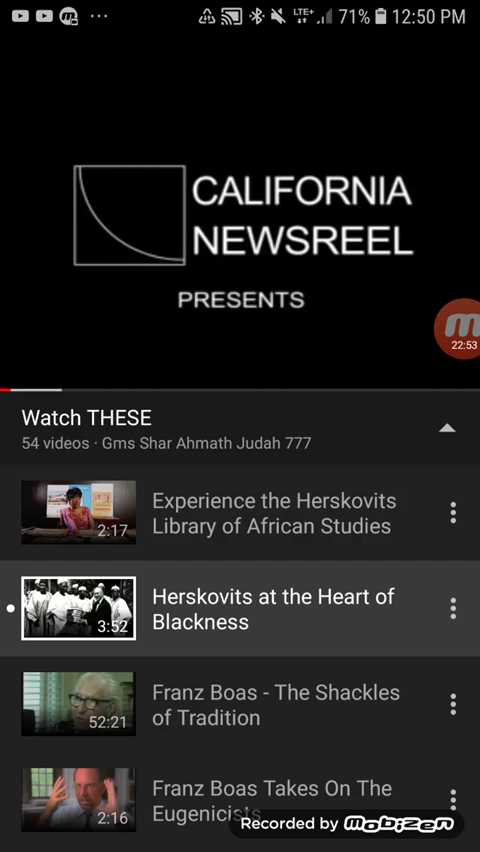 LTE+ 71% 12:50 PM
CALIFORNIA
NEWSREEL
PRESENTS
22:53
Watch THESE
54 videos · Gms Shar Ahmath Judah 777
Experience the Herskovits
Library of African Studies
2:17
Herskovits at the Heart of
Blackness
3:52
Franz Boas - The Shackles
of Tradition
52:21
Franz Boas Takes On The
Eugenicists
2:16
Recorded by mobizen